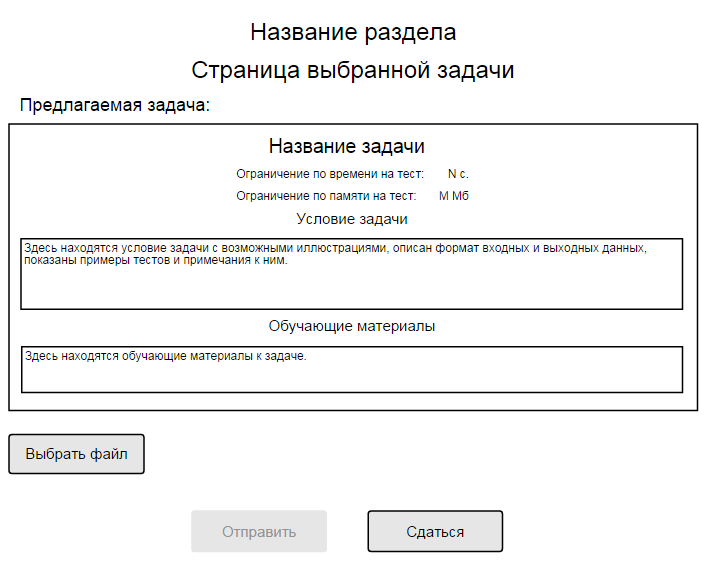 Название раздела
Страница выбранной задачи
Предлагаемая задача:
Название задачи
Ограничение по времени на тест: N с.
Ограничение по памяти на тест: М Мб
Условие задачи
Здесь находятся условие задачи с возможными иллюстрациями, описан формат входных и выходных данных,
показаны примеры тестов и примечания к ним.
Обучающие материалы
Здесь находятся обучающие материалы к задаче.
Выбрать файл
Отправить
Сдаться